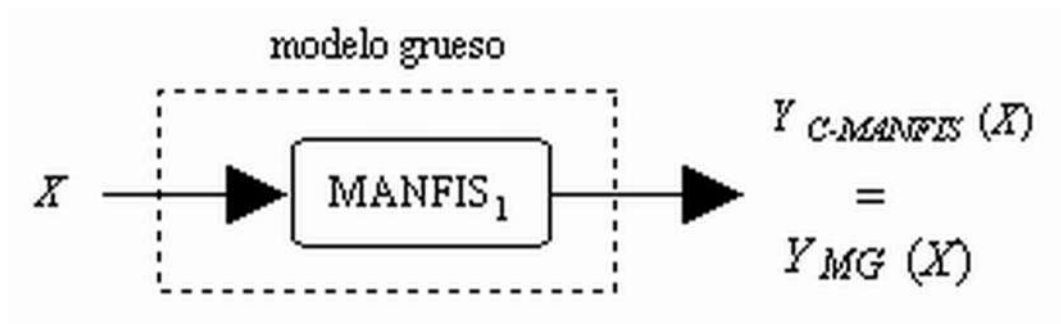 modelo grueso
X
MANFIS1
Y C-MANFIS (X)
=
Y MG (X)